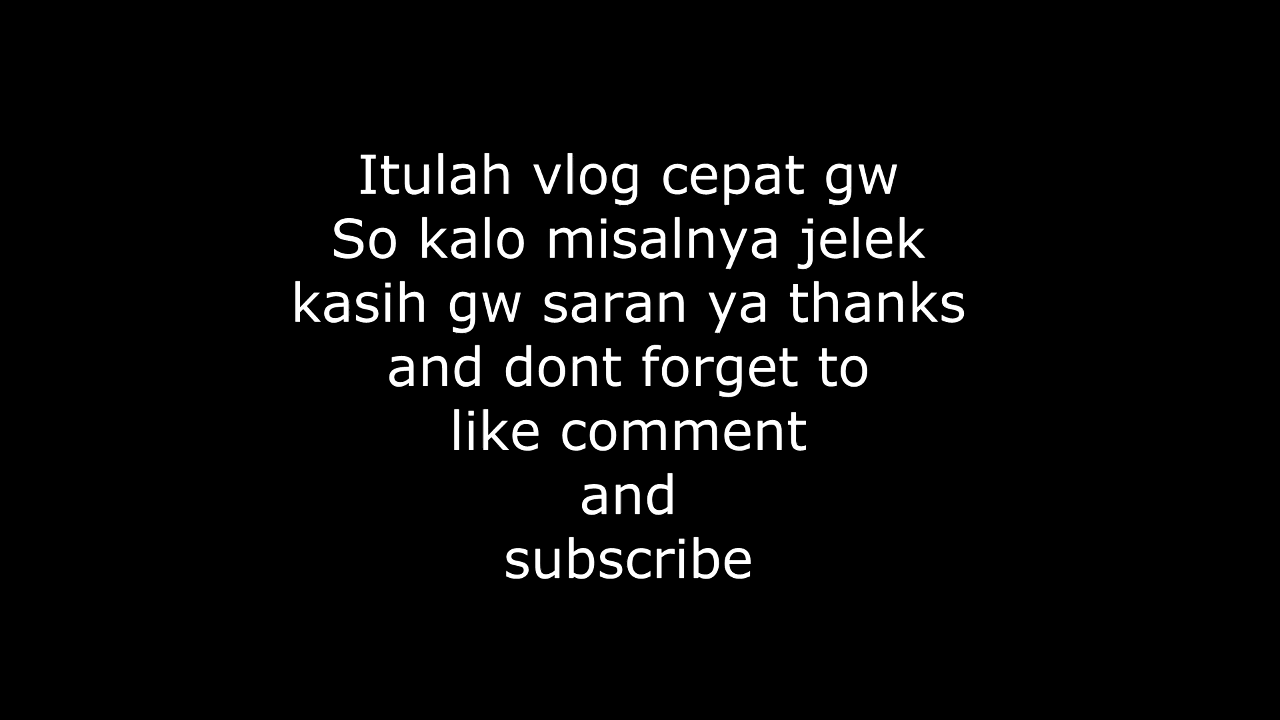 Itulah vlog cepat gw
So kalo misalnya jelek
kasih gw saran ya thanks
and dont forget to
like comment
and
subscribe